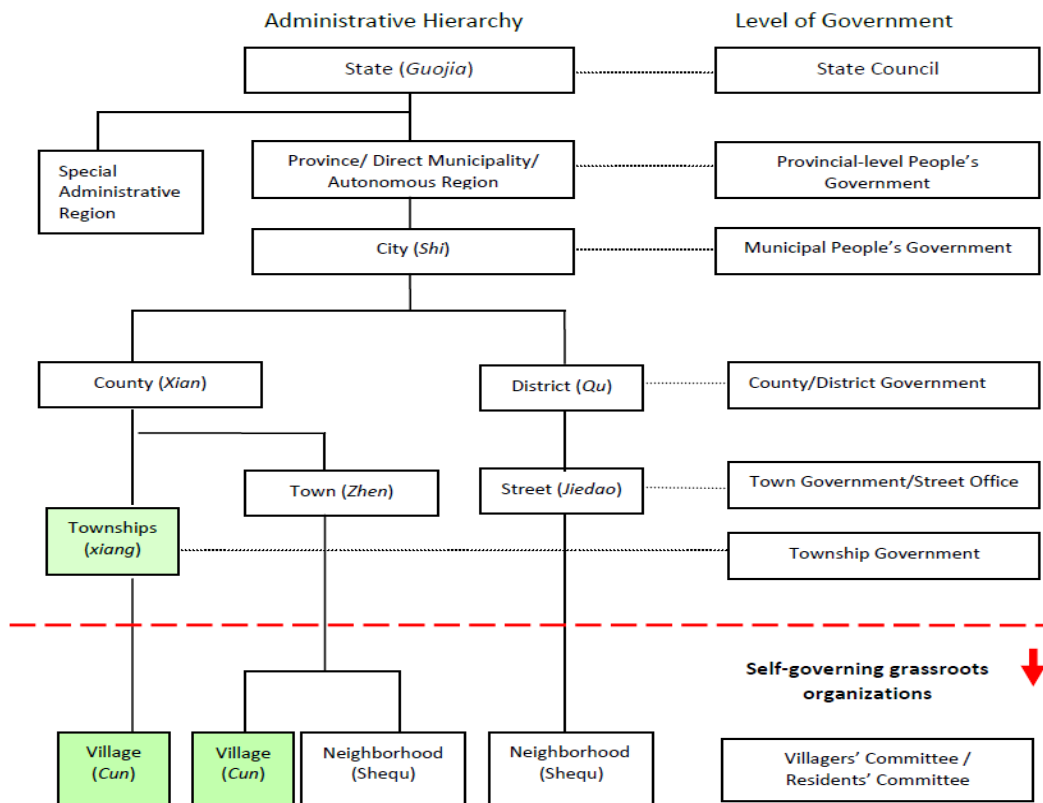 Administrative Hierarchy
Level of Government
State (Guojia)
State Council
Special
Administrative
Region
Province/ Direct Municipality/
Autonomous Region
Provincial-level People's
Government
City (Shi)
Municipal People's Government
County (Xian)
District (Qu)
County/District Government
Town (Zhen)
Street (Jiedao)
Town Government/Street Office
Townships
(xiang)
Township Government
Self-governing grassroots
organizations
Village
(Cun)
Village
(Cun)
Neighborhood
(Shequ)
Neighborhood
(Shequ)
Villagers' Committee /
Residents' Committee